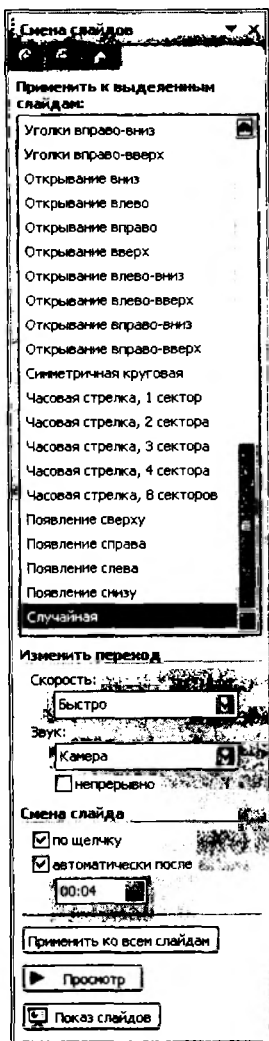 Смена слайдов
Применить к выделенным
слайдам:
Уголки вправо-вниз
Уголки вправо-вверх
Открывание вниз
Открывание влево
Открывание вправо
Открывание вверх
Открывание влево-вниз
Открывание влево-вверх
Открывание вправо-вниз
Открывание вправо-вверх
Симметричная круговая
Часовая стрелка, 1 сектор
Часовая стрелка, 2 сектора
Часовая стрелка, 3 сектора
Часовая стрелка, 4 сектора
Часовая стрелка, 8 секторов
Появление сверху
Появление справа
Появление слева
Появление снизу
Случайная
Изменить переход
Скорость:
Быстро
Звук:
Камера
непрерывно
Смена слайда
по щелчку
автоматически после
00:04
Применить ко всем слайдам
Просмотр
Показ слайдов